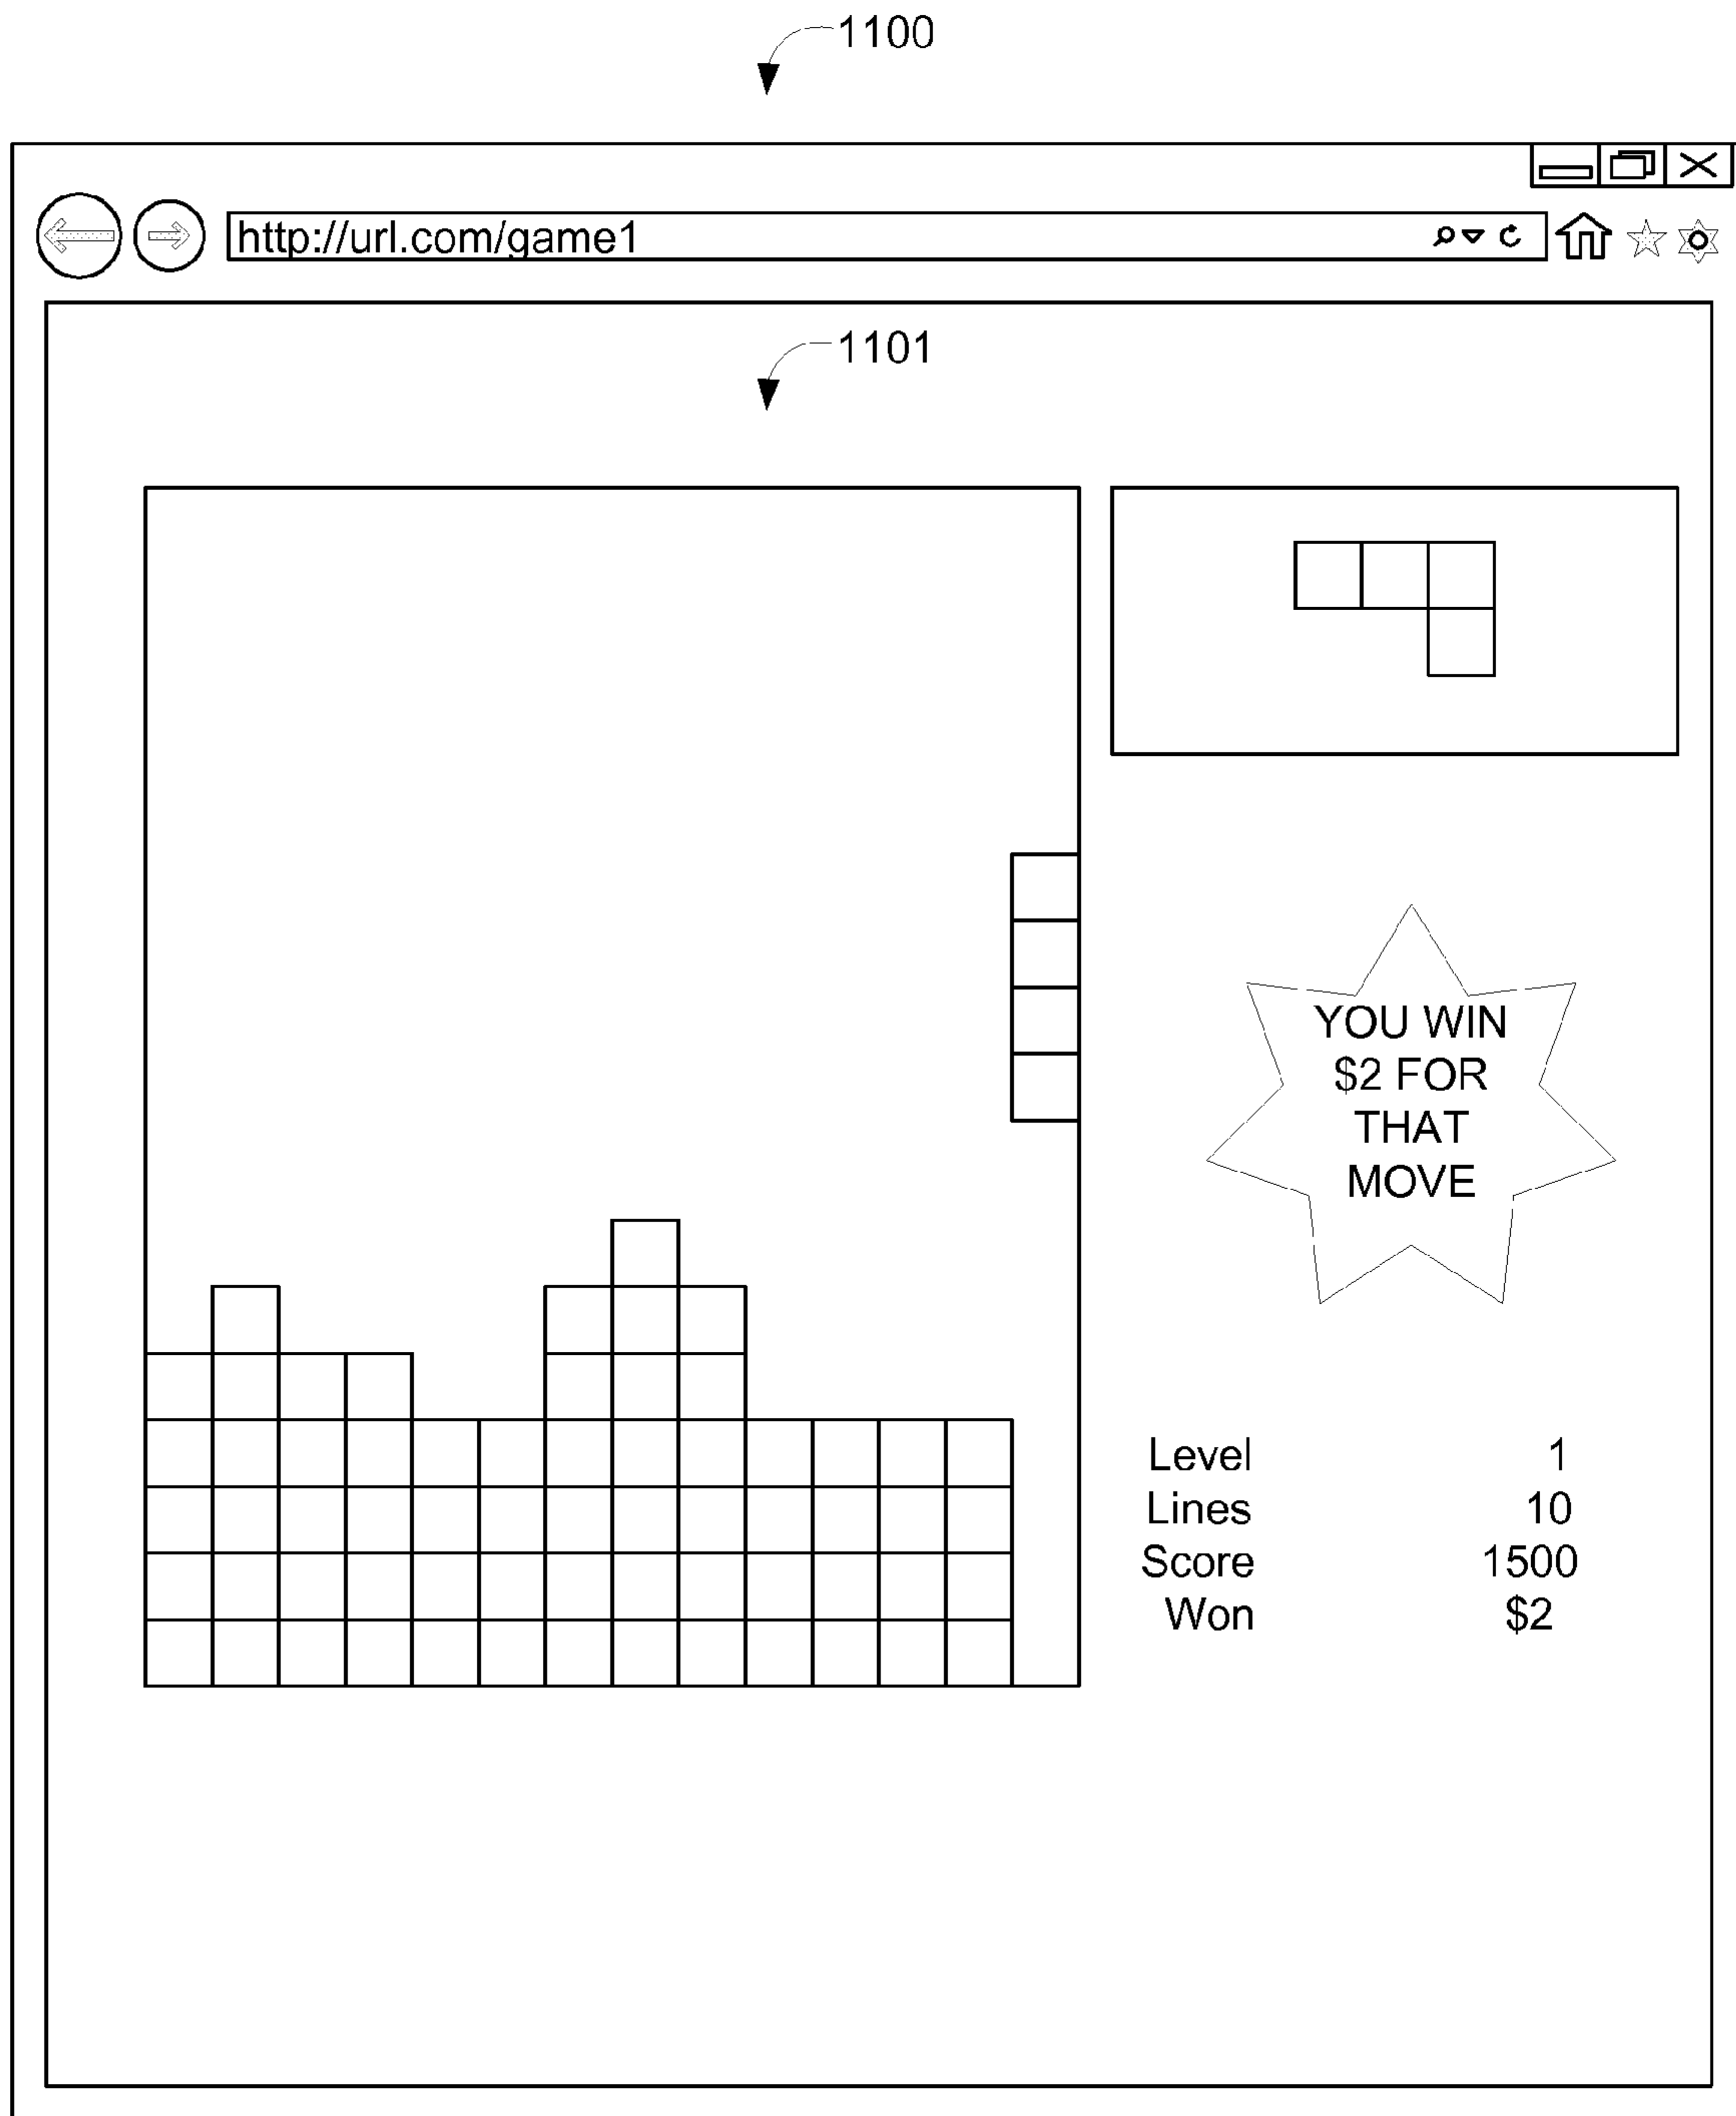 1100
http://url.com/game1
1101
YOU WIN
$2 FOR
THAT
MOVE
Level 1
Lines 10
Score 1500
Won $2